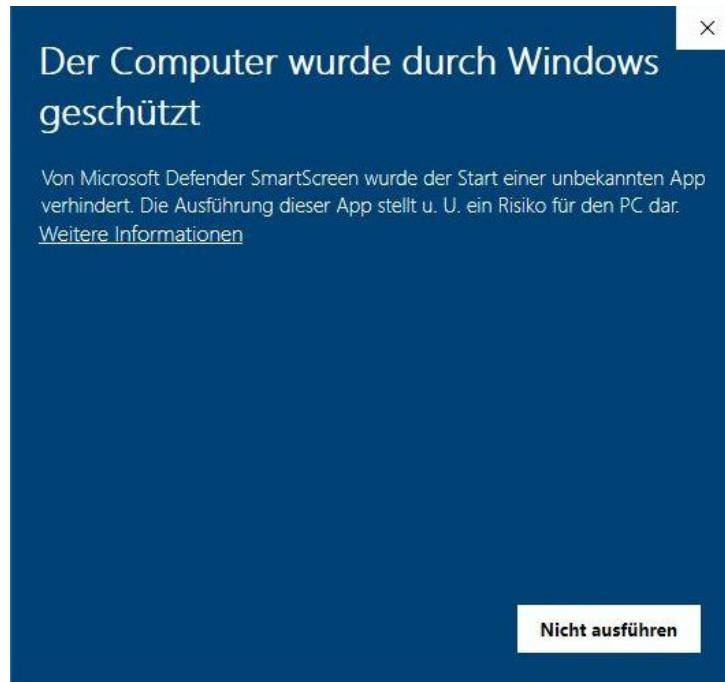 Der Computer wurde durch Windows
geschützt
Von Microsoft Defender SmartScreen wurde der Start einer unbekannten App
verhindert. Die Ausführung dieser App stellt u. U. ein Risiko für den PC dar.
Weitere Informationen
Nicht ausführen